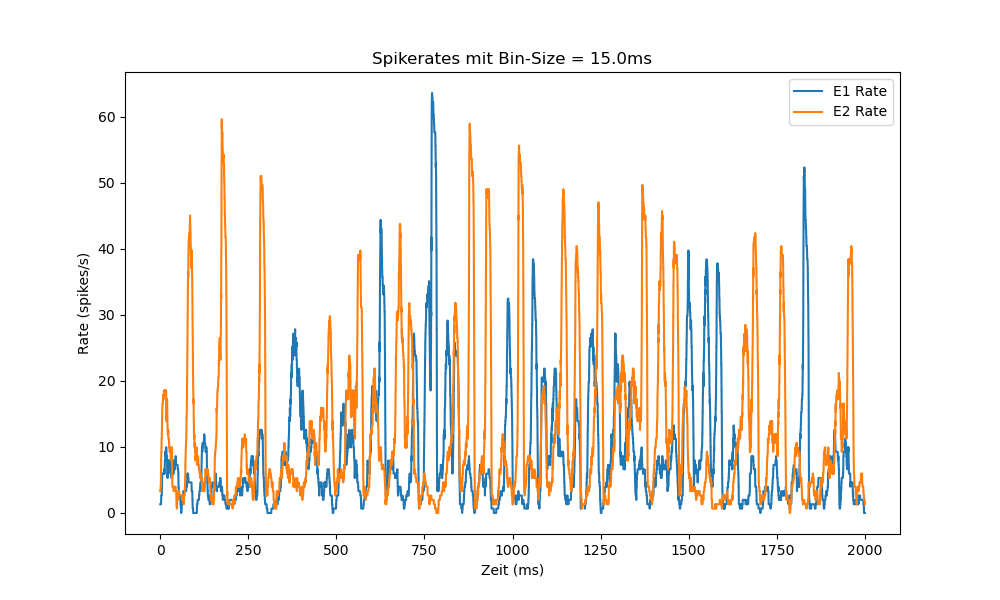 Spikerates mit Bin-Size = 15.0ms
E1 Rate
E2 Rate
60
50
40
30
20
10
0
Rate (spikes/s)
0 250 500 750 1000 1250 1500 1750 2000
Zeit (ms)